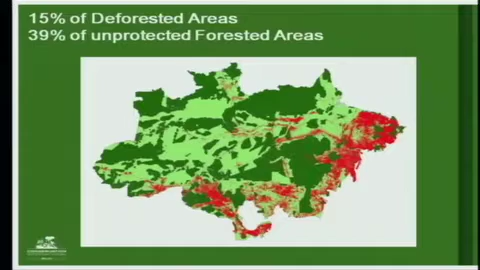 15% of Deforested Areas
39% of unprotected Forested Areas